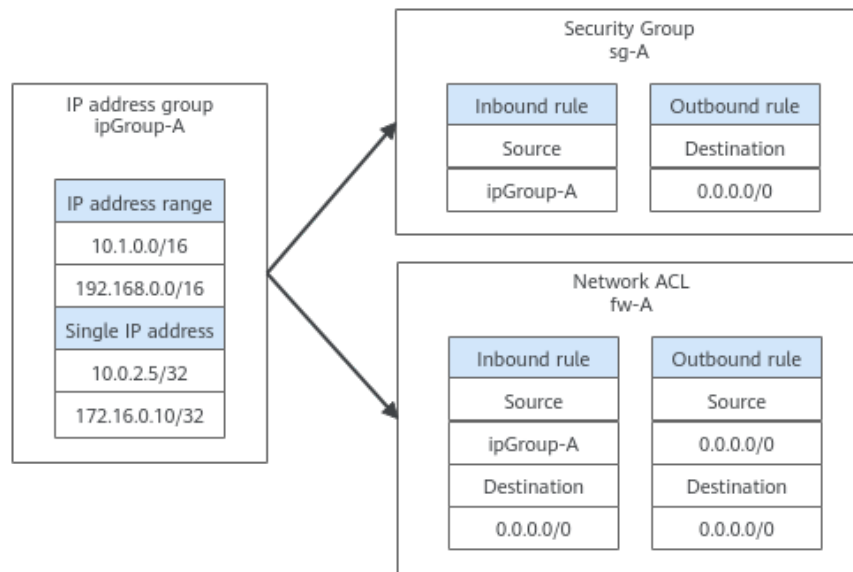 IP address group
ipGroup-A
IP address range
10.1.0.0/16
192.168.0.0/16
Single IP address
10.0.2.5/32
172.16.0.10/32
Security Group
sg-A
Inbound rule
Source
ipGroup-A
Outbound rule
Destination
0.0.0.0/0
Network ACL
fw-A
Inbound rule
Source
ipGroup-A
Destination
0.0.0.0/0
Outbound rule
Source
0.0.0.0/0
Destination
0.0.0.0/0